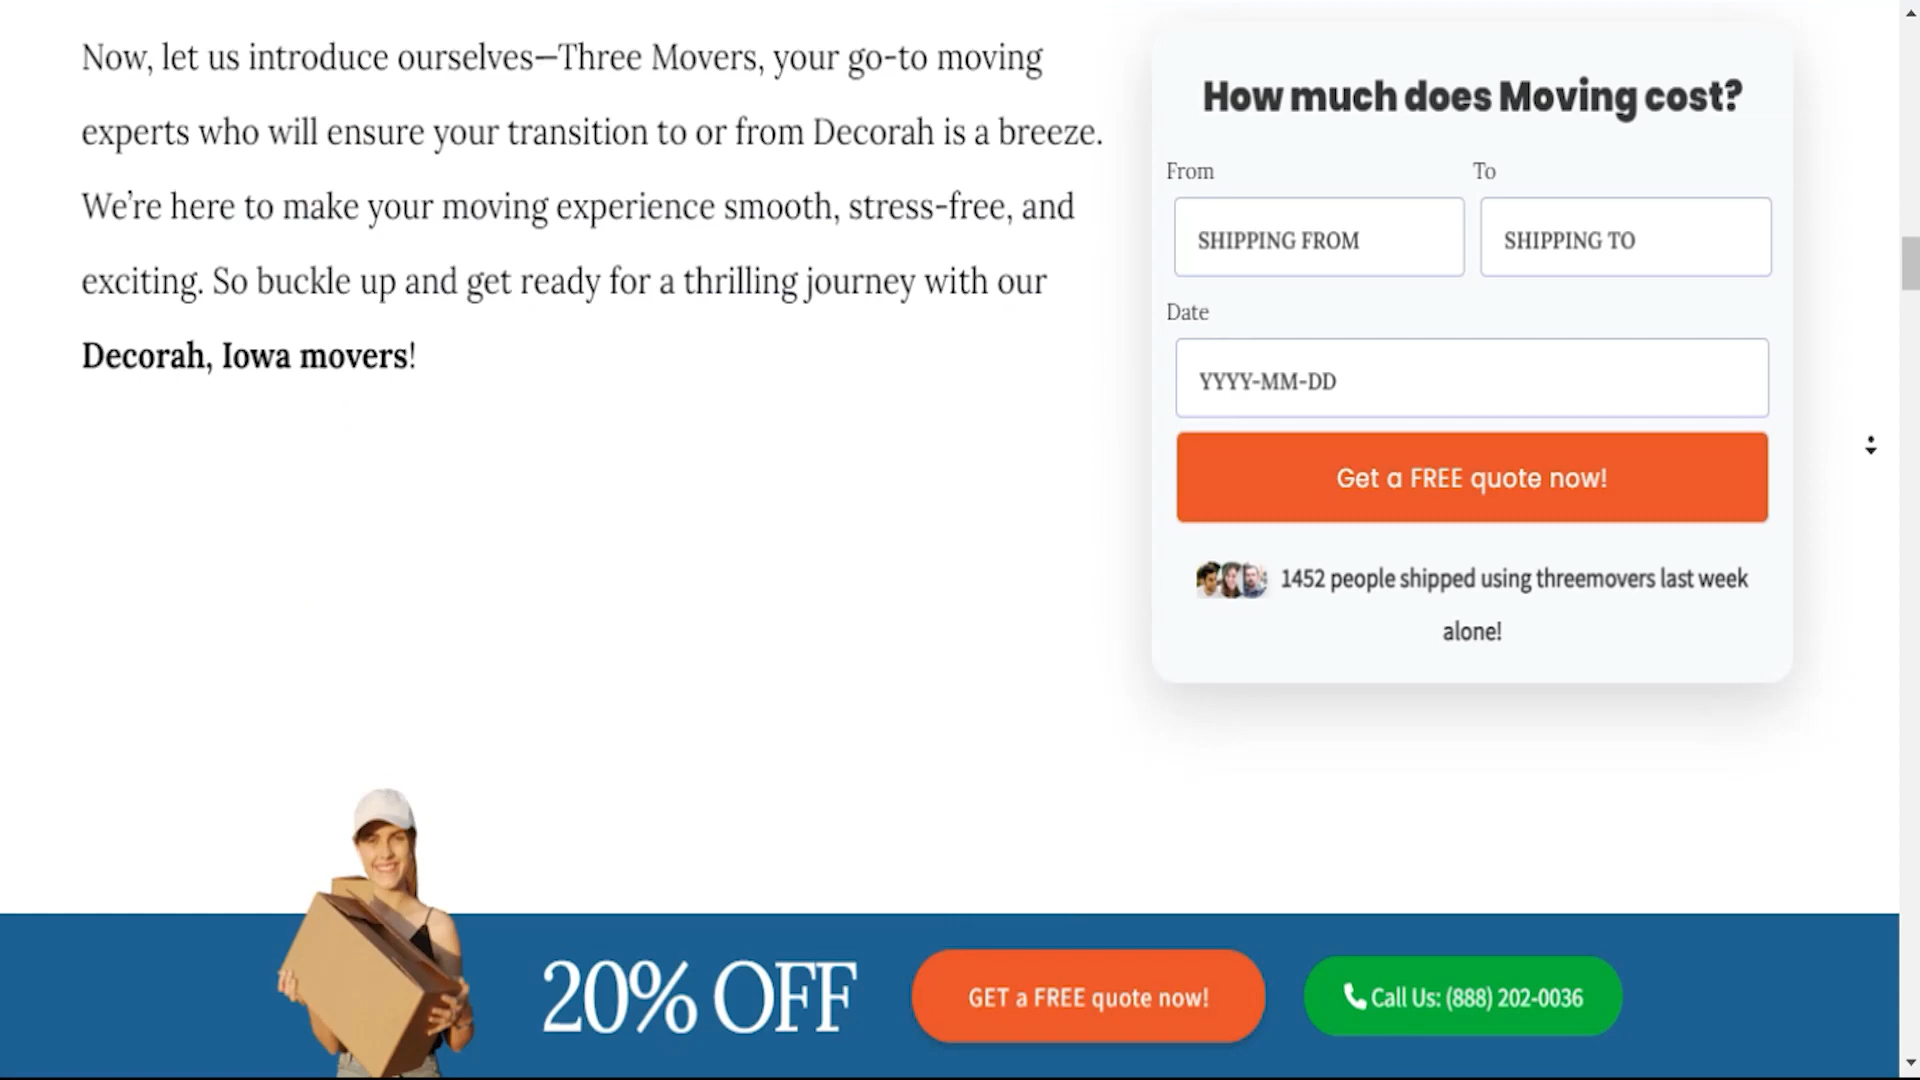 Now, let us introduce ourselves—Three Movers, your go-to moving
experts who will ensure your transition to or from Decorah is a breeze.
We’re here to make your moving experience smooth, stress-free, and
exciting. So buckle up and get ready for a thrilling journey with our
Decorah, Iowa movers!
How much does Moving cost?
From
To
SHIPPING FROM
SHIPPING TO
Date
YYYY-MM-DD
Get a FREE quote now!
1452 people shipped using threemovers last week
alone!
20% OFF
GET a FREE quote now!
Call Us: (888) 202-0036